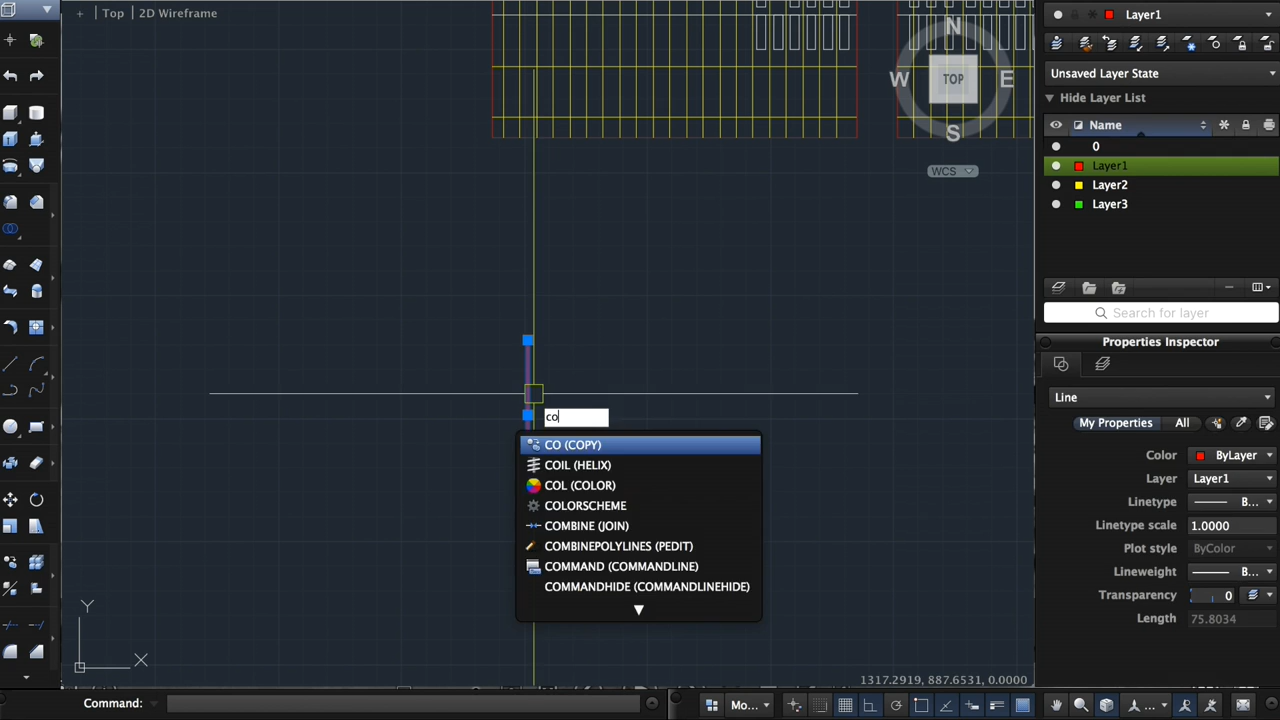 + | Top | 2D Wireframe
N
W TOP E
S
WCS
co
CO (COPY)
COIL (HELIX)
COL (COLOR)
COLORSCHEME
COMBINE (JOIN)
COMBINEPOLYLINES (PEDIT)
COMMAND (COMMANDLINE)
COMMANDHIDE (COMMANDLINEHIDE)
Y
X
1317.2919, 887.6531, 0.0000
Command:
Mo...
...
Layer1
Unsaved Layer State
Hide Layer List
Name
0
Layer1
Layer2
Layer3
Search for layer
Properties Inspector
Line
My Properties All
Color ByLayer
Layer Layer1
Linetype B...
Linetype scale 1.0000
Plot style ByColor
Lineweight B...
Transparency 0
Length 75.8034